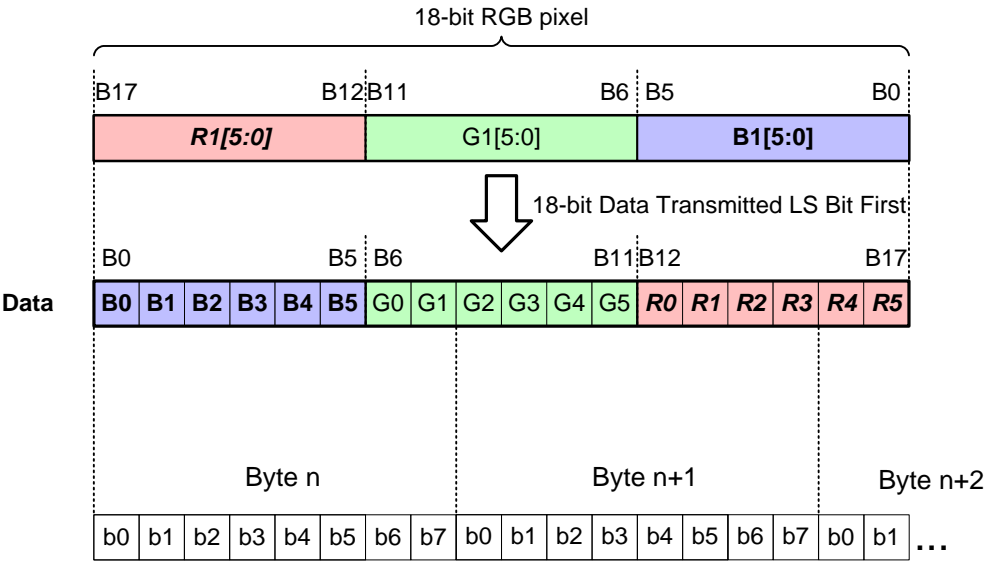 18-bit RGB pixel
B17 B12 B11 B6 B5 B0
R1[5:0] G1[5:0] B1[5:0]
18-bit Data Transmitted LS Bit First
B0 B5 B6 B11 B12 B17
Data B0 B1 B2 B3 B4 B5 G0 G1 G2 G3 G4 G5 R0 R1 R2 R3 R4 R5
Byte n Byte n+1 Byte n+2
b0 b1 b2 b3 b4 b5 b6 b7 b0 b1 b2 b3 b4 b5 b6 b7 b0 b1 ...